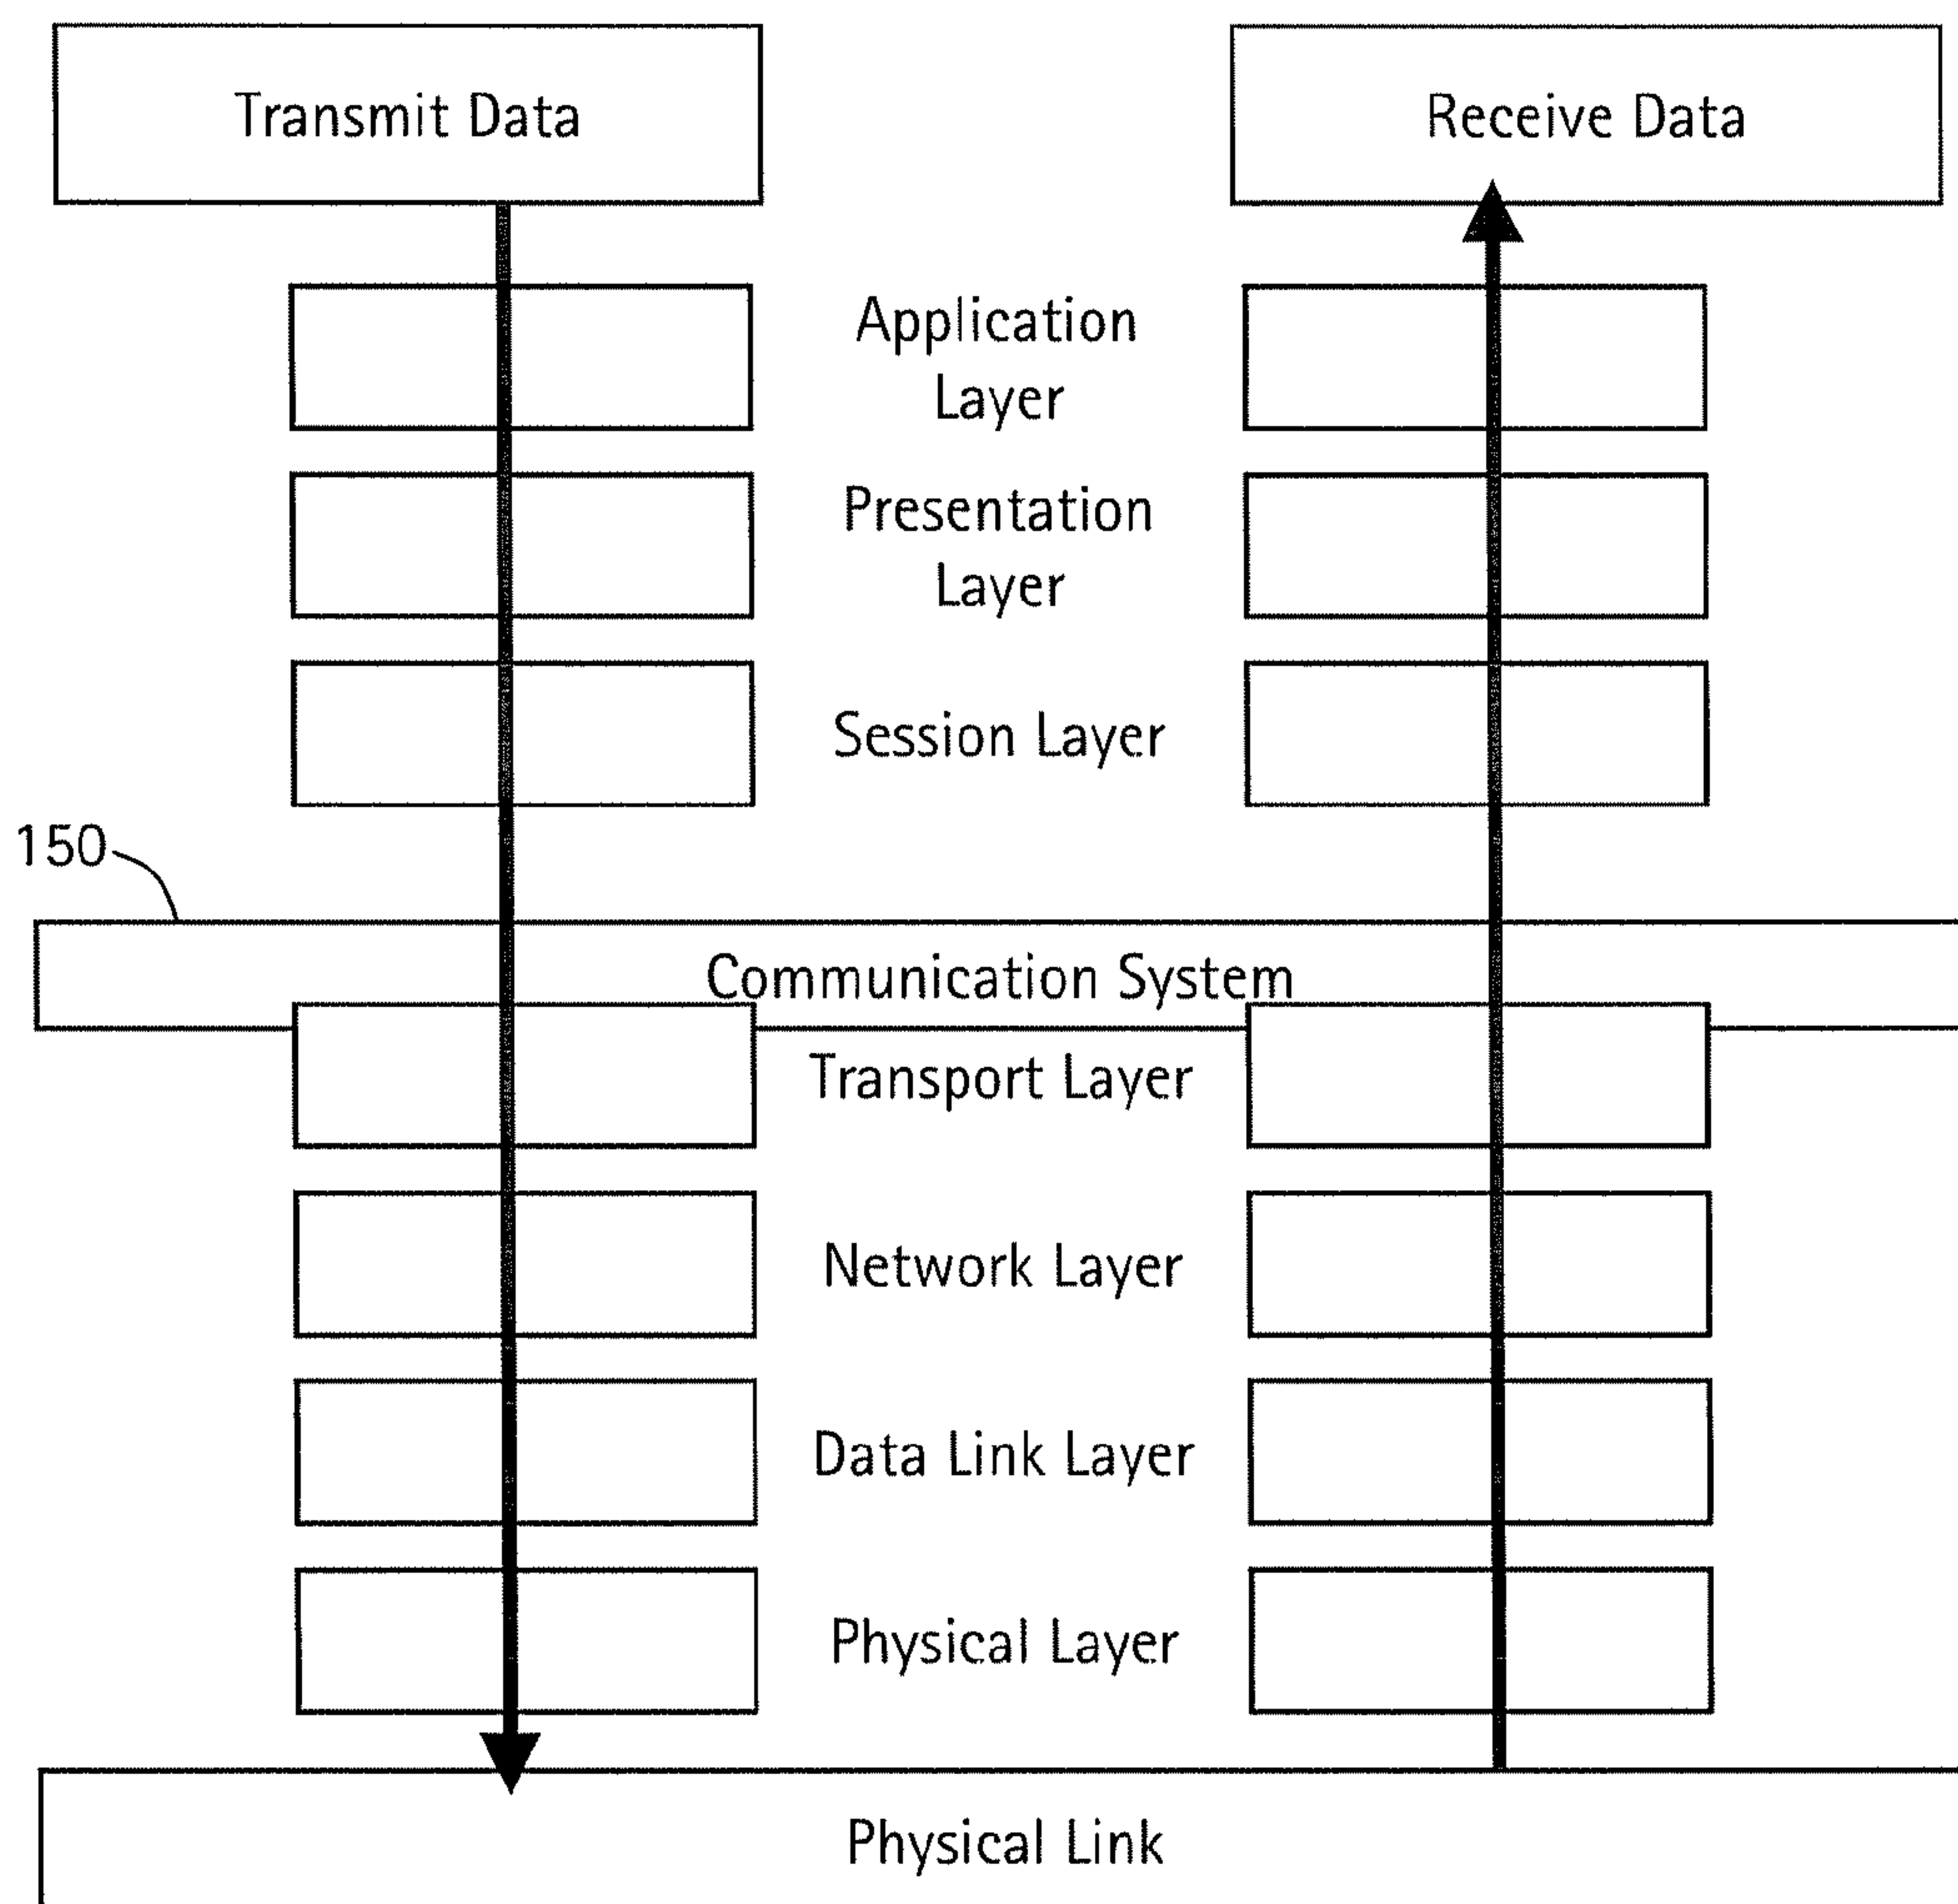 Transmit Data
Receive Data
Application
Layer
Presentation
Layer
Session Layer
150
Communication System
Transport Layer
Network Layer
Data Link Layer
Physical Layer
Physical Link